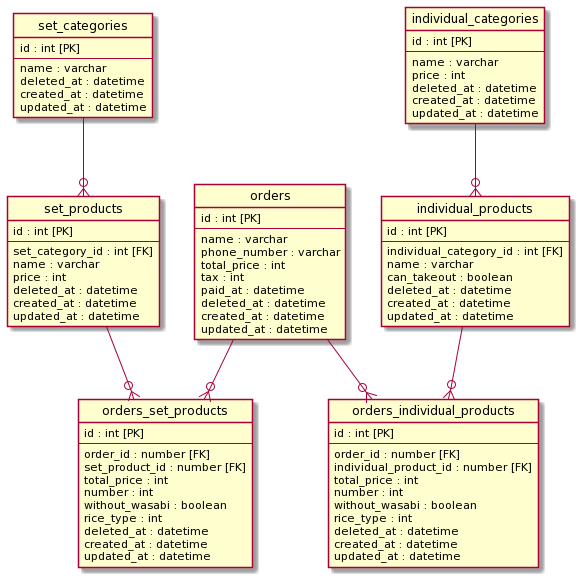 set_categories
id : int [PK]
name : varchar
deleted_at : datetime
created_at : datetime
updated_at : datetime
individual_categories
id : int [PK]
name : varchar
price : int
deleted_at : datetime
created_at : datetime
updated_at : datetime
set_products
id : int [PK]
set_category_id : int [FK]
name : varchar
price : int
deleted_at : datetime
created_at : datetime
updated_at : datetime
orders
id : int [PK]
name : varchar
phone_number : varchar
total_price : int
tax : int
paid_at : datetime
deleted_at : datetime
created_at : datetime
updated_at : datetime
individual_products
id : int [PK]
individual_category_id : int [FK]
name : varchar
can_takeout : boolean
deleted_at : datetime
created_at : datetime
updated_at : datetime
orders_set_products
id : int [PK]
order_id : number [FK]
set_product_id : number [FK]
total_price : int
number : int
without_wasabi : boolean
rice_type : int
deleted_at : datetime
created_at : datetime
updated_at : datetime
orders_individual_products
id : int [PK]
order_id : number [FK]
individual_product_id : number [FK]
total_price : int
number : int
without_wasabi : boolean
rice_type : int
deleted_at : datetime
created_at : datetime
updated_at : datetime